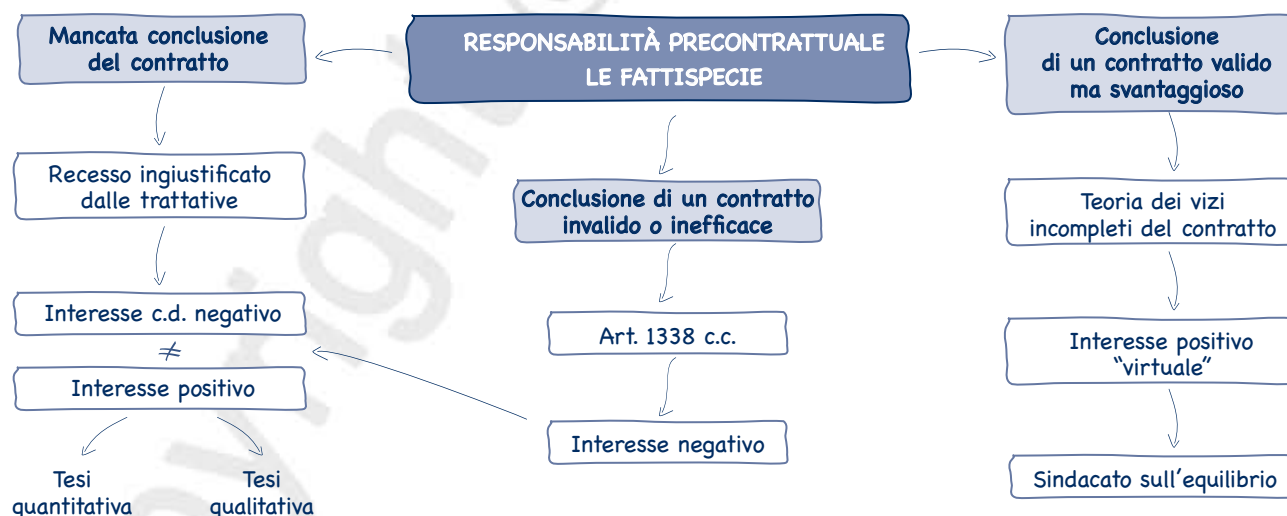 RESPONSABILITÀ PRECONTRATTUALE
LE FATTISPECIE
Mancata conclusione
del contratto
Recesso ingiustificato
dalle trattative
Interesse c.d. negativo
≠
Interesse positivo
Tesi
quantitativa
Tesi
qualitativa
Conclusione di un contratto
invalido o inefficace
Art. 1338 c.c.
Interesse negativo
Conclusione
di un contratto valido
ma svantaggioso
Teoria dei vizi
incompleti del contratto
Interesse positivo
“virtuale”
Sindacato sull’equilibrio